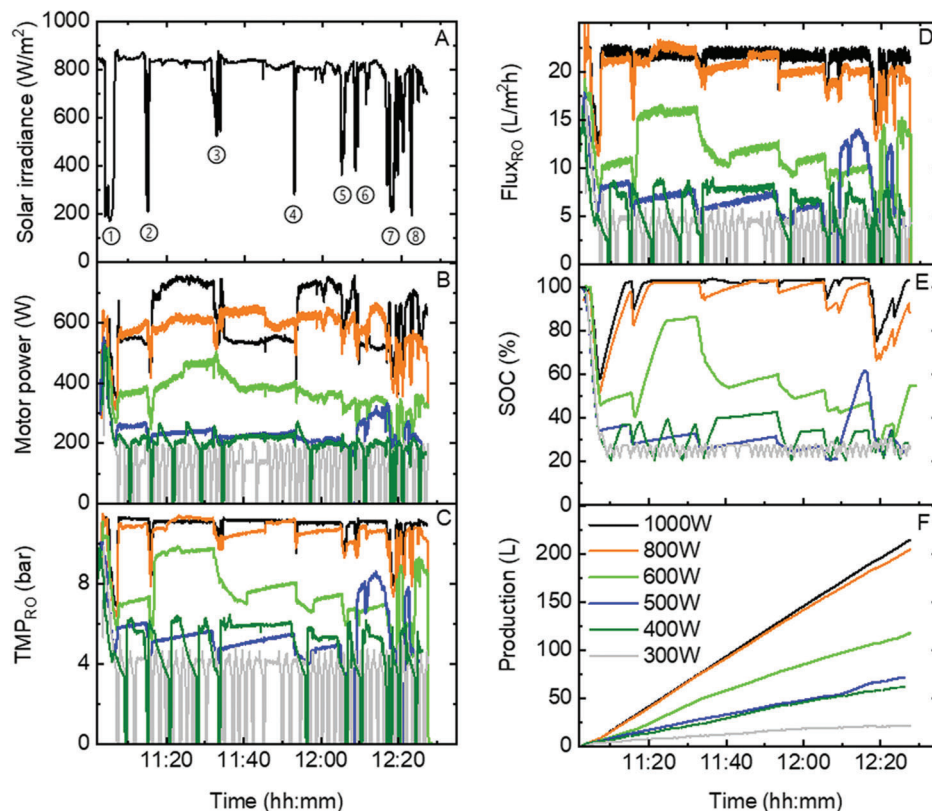 A
Solar irradiance (W/m²)
1000
800
600
400
200
0
① ② ③ ④ ⑤ ⑥ ⑦ ⑧
B
Motor power (W)
600
400
200
0
C
TMP_RO (bar)
8
4
0
11:20 11:40 12:00 12:20
Time (hh:mm)
D
Flux_RO (L/m²h)
20
15
10
5
0
E
SOC (%)
100
80
60
40
20
0
F
Production (L)
200
150
100
50
0
1000W
800W
600W
500W
400W
300W
11:20 11:40 12:00 12:20
Time (hh:mm)